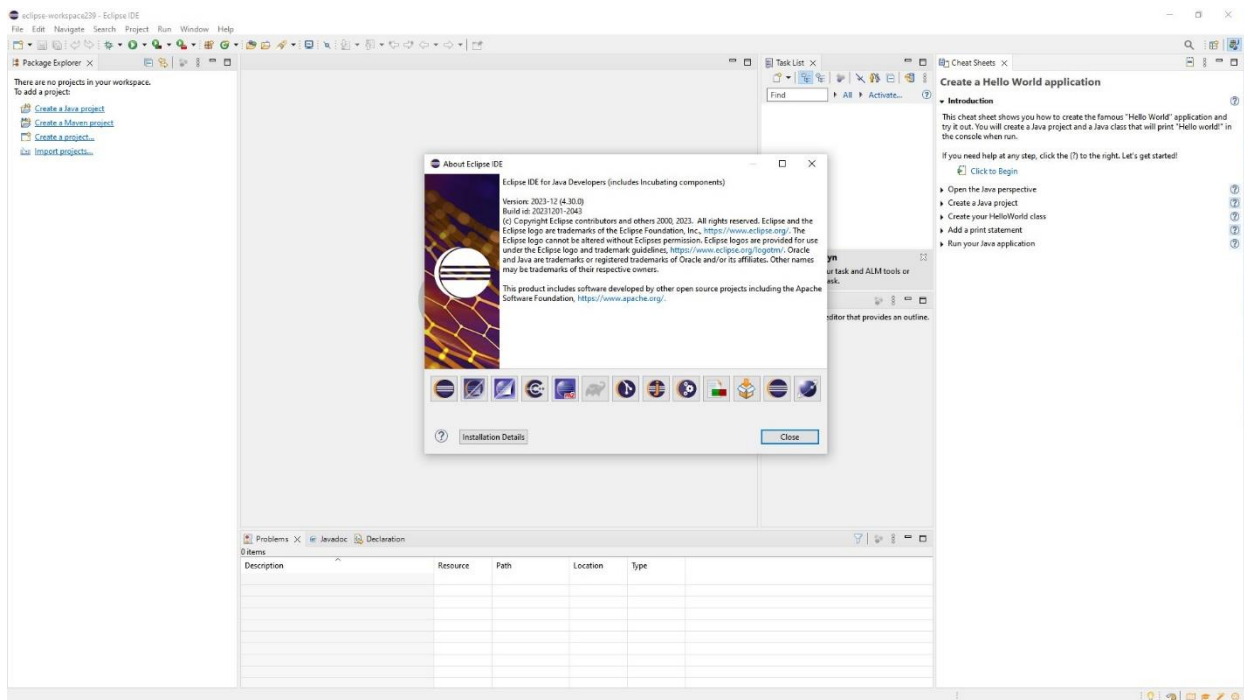 eclipse-workspace239 - Eclipse IDE
File Edit Navigate Search Project Run Window Help
Package Explorer
There are no projects in your workspace.
To add a project:
Create a Java project
Create a Maven project
Create a project...
Import projects...
Task List
Find
All
Activate...
yn
ur task and ALM tools or
ask.
editor that provides an outline.
Cheat Sheets
Create a Hello World application
Introduction
This cheat sheet shows you how to create the famous "Hello World" application and
try it out. You will create a Java project and a Java class that will print "Hello world!" in
the console when run.
If you need help at any step, click the (?) to the right. Let's get started!
Click to Begin
Open the Java perspective
Create a Java project
Create your HelloWorld class
Add a print statement
Run your Java application
About Eclipse IDE
Eclipse IDE for Java Developers (includes Incubating components)
Version: 2023-12 (4.30.0)
Build id: 20231201-2043
(c) Copyright Eclipse contributors and others 2000, 2023. All rights reserved. Eclipse and the
Eclipse logo are trademarks of the Eclipse Foundation, Inc., https://www.eclipse.org/. The
Eclipse logo cannot be altered without Eclipses permission. Eclipse logos are provided for use
under the Eclipse logo and trademark guidelines, https://www.eclipse.org/logotm/. Oracle
and Java are trademarks or registered trademarks of Oracle and/or its affiliates. Other names
may be trademarks of their respective owners.
This product includes software developed by other open source projects including the Apache
Software Foundation, https://www.apache.org/.
Installation Details
Close
Problems Javadoc Declaration
0 items
Description Resource Path Location Type